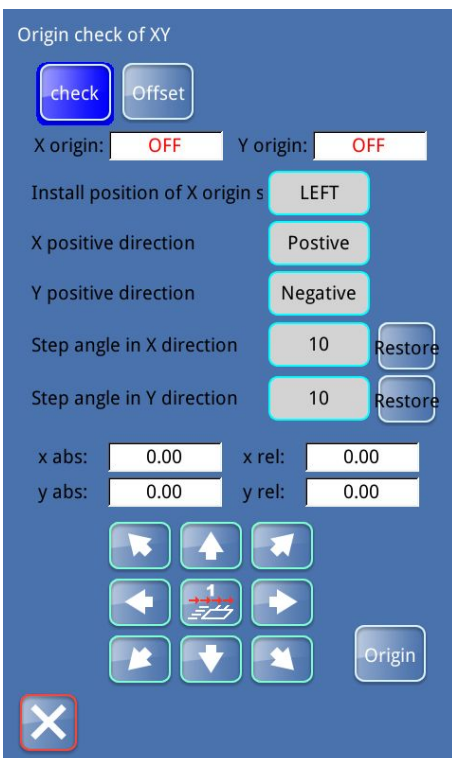 Origin check of XY
check Offset
X origin: OFF Y origin: OFF
Install position of X origin s LEFT
X positive direction Postive
Y positive direction Negative
Step angle in X direction 10 Restore
Step angle in Y direction 10 Restore
x abs: 0.00 x rel: 0.00
y abs: 0.00 y rel: 0.00
1
Origin